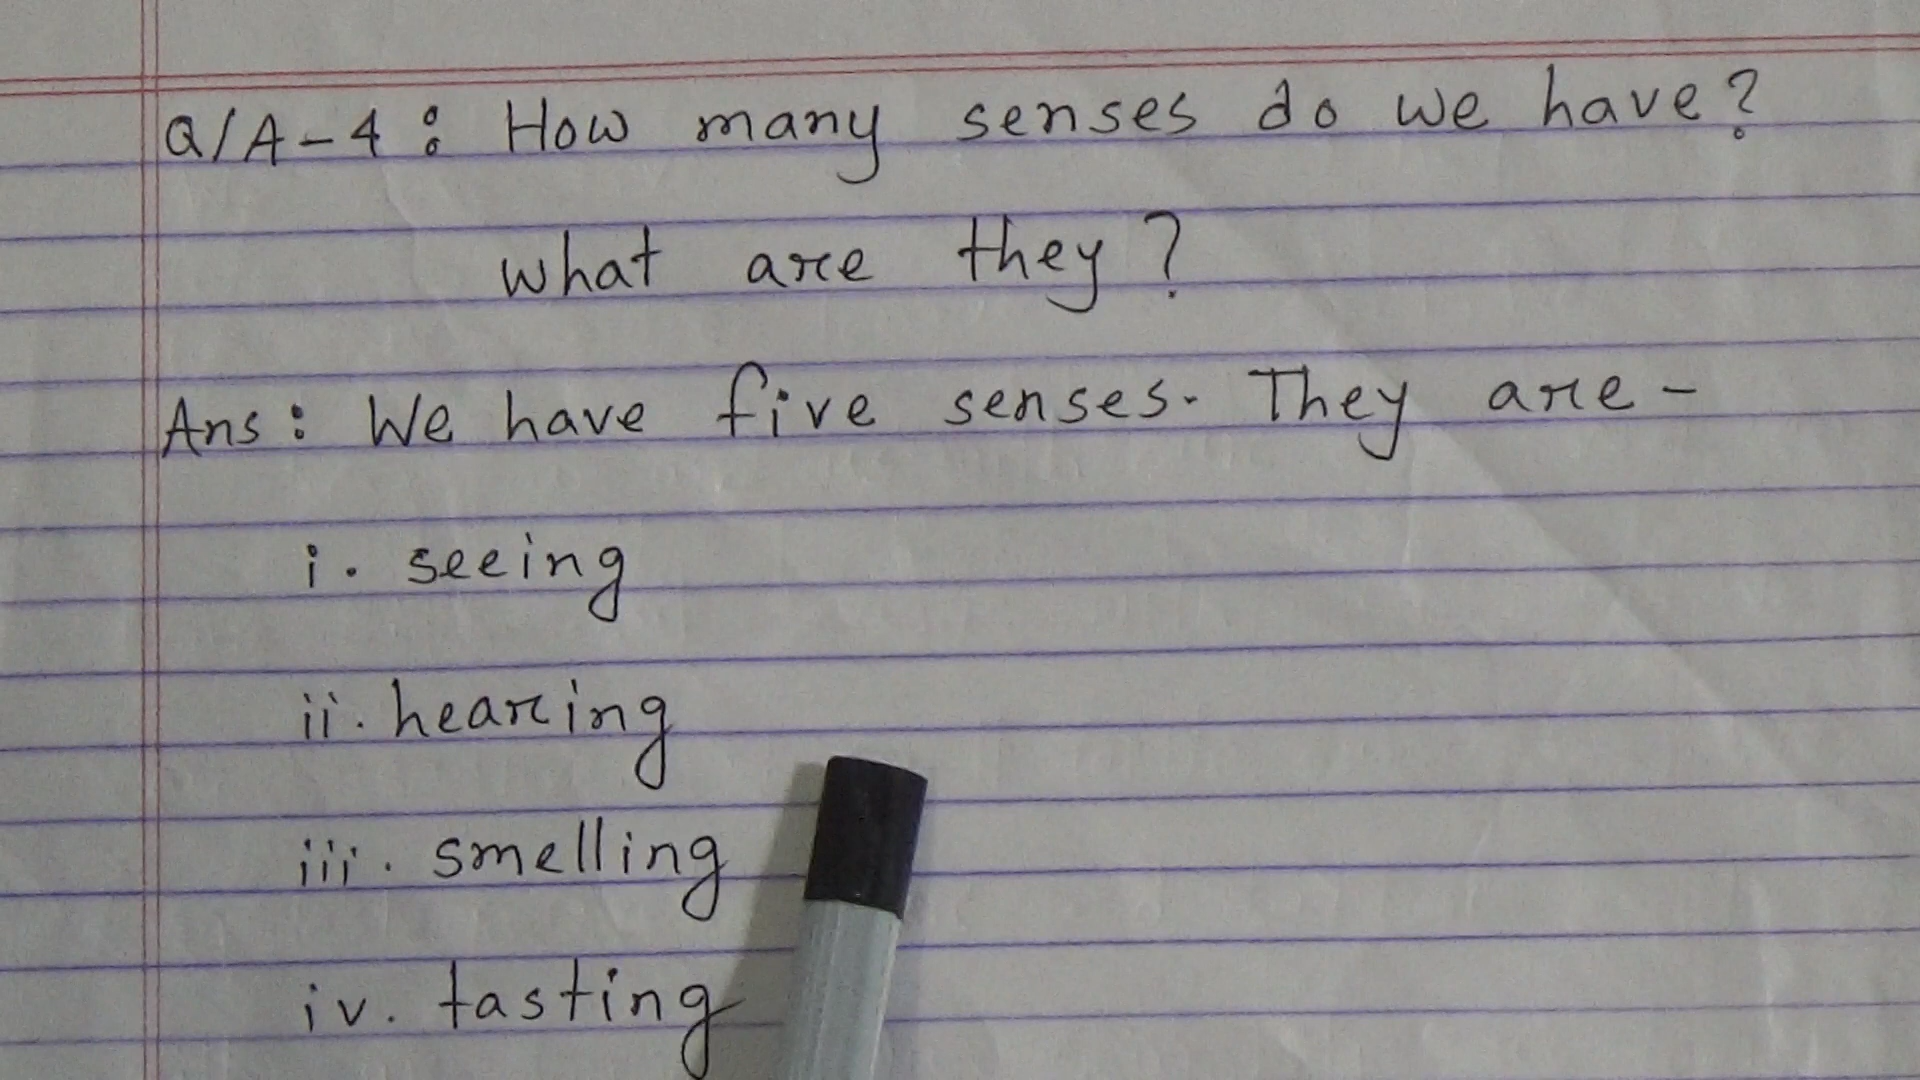 Q/A-4: How many senses do we have?
what are they?
Ans: We have five senses. They are-
i. seeing
ii. hearing
iii. smelling
iv. tasting